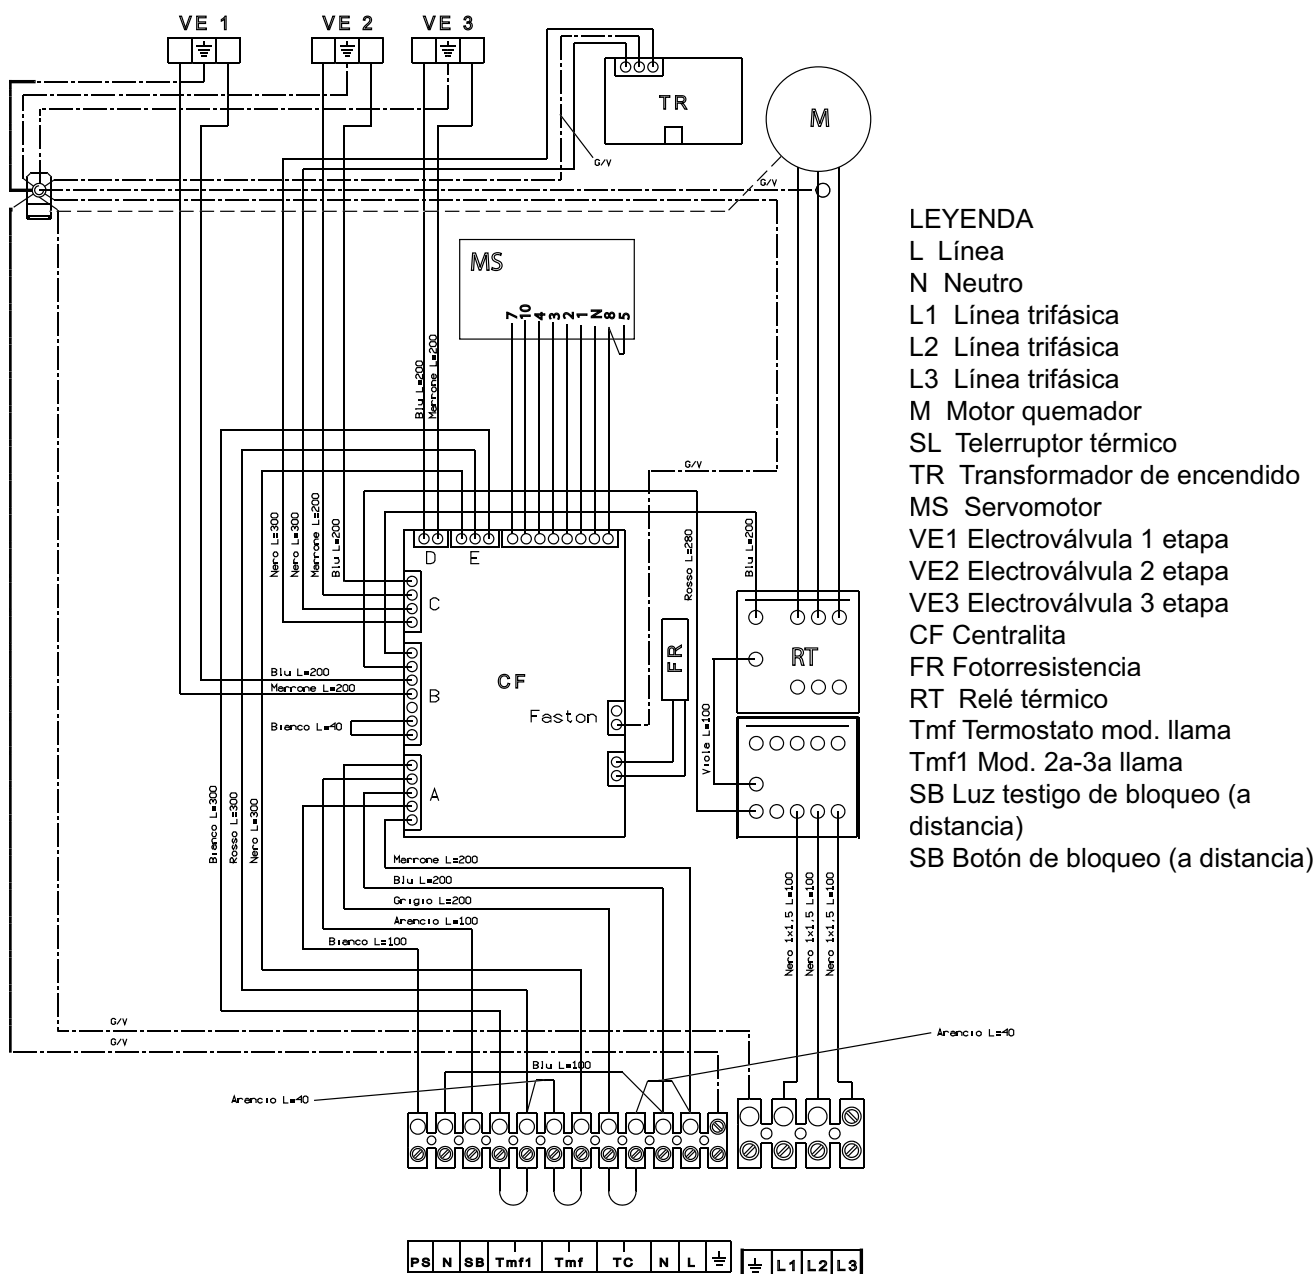 VE 1
VE 2
VE 3
TR
M
G/V
G/V
MS
7 10 4 3 2 1 N 8 5
Blu L=200
Marrone L=200
G/V
Nero L=300
Nero L=300
Marrone L=200
Blu L=200
Rosso L=280
Blu L=200
D
E
C
B
A
CF
Faston
FR
RT
Viola L=100
Blu L=200
Marrone L=200
Bianco L=40
Bianco L=300
Rosso L=300
Nero L=300
Marrone L=200
Blu L=200
Grigio L=200
Arancio L=100
Bianco L=100
Nero 1x1,5 L=100
Nero 1x1,5 L=100
Nero 1x1,5 L=100
G/V
G/V
Arancio L=40
Blu L=100
Arancio L=40
PS N SB Tmf1 Tmf TC N L
L1 L2 L3
LEYENDA
L Línea
N Neutro
L1 Línea trifásica
L2 Línea trifásica
L3 Línea trifásica
M Motor quemador
SL Telerruptor térmico
TR Transformador de encendido
MS Servomotor
VE1 Electroválvula 1 etapa
VE2 Electroválvula 2 etapa
VE3 Electroválvula 3 etapa
CF Centralita
FR Fotorresistencia
RT Relé térmico
Tmf Termostato mod. llama
Tmf1 Mod. 2a-3a llama
SB Luz testigo de bloqueo (a
distancia)
SB Botón de bloqueo (a distancia)